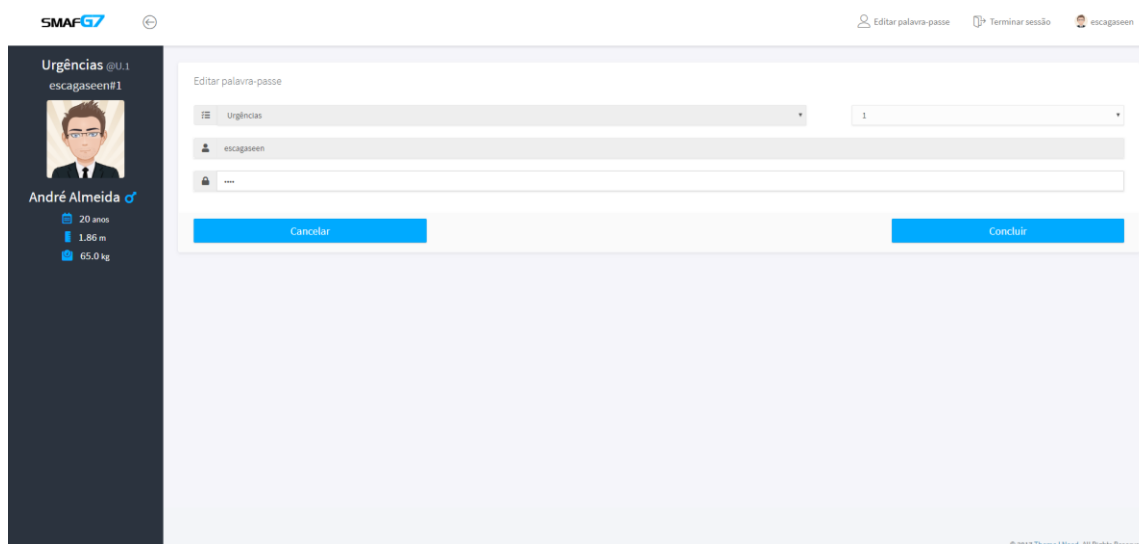 SMAFG7
Editar palavra-passe
Terminar sessão
escagaseen
Urgências @U.1
escagaseen#1
André Almeida
20 anos
1.86 m
65.0 kg
Editar palavra-passe
Urgências
1
escagaseen
••••
Cancelar
Concluir